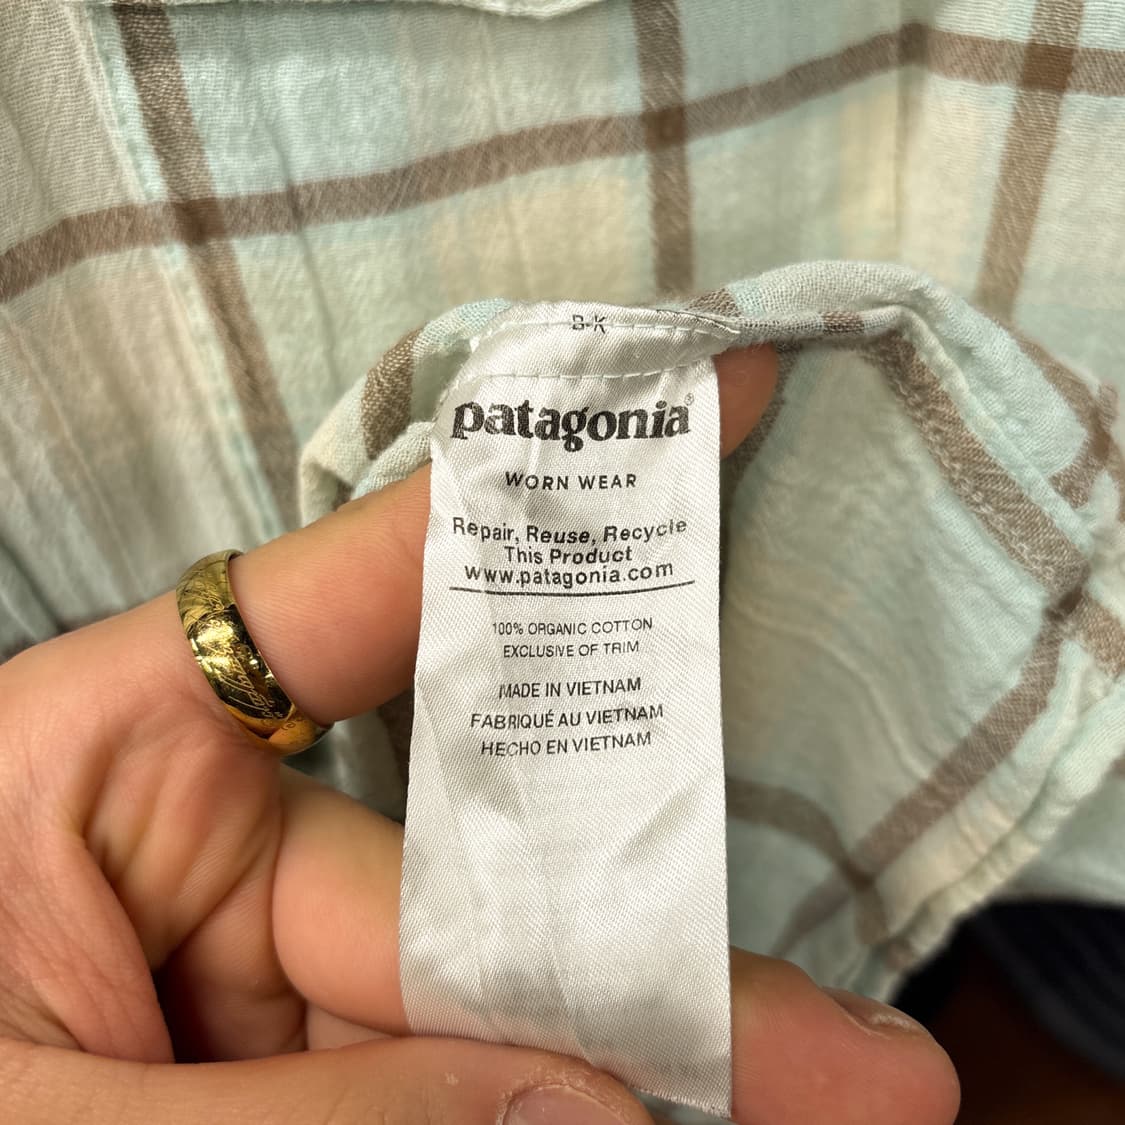 B-K
patagonia®
WORN WEAR
Repair, Reuse, Recycle
This Product
www.patagonia.com
100% ORGANIC COTTON
EXCLUSIVE OF TRIM
MADE IN VIETNAM
FABRIQUÉ AU VIETNAM
HECHO EN VIETNAM